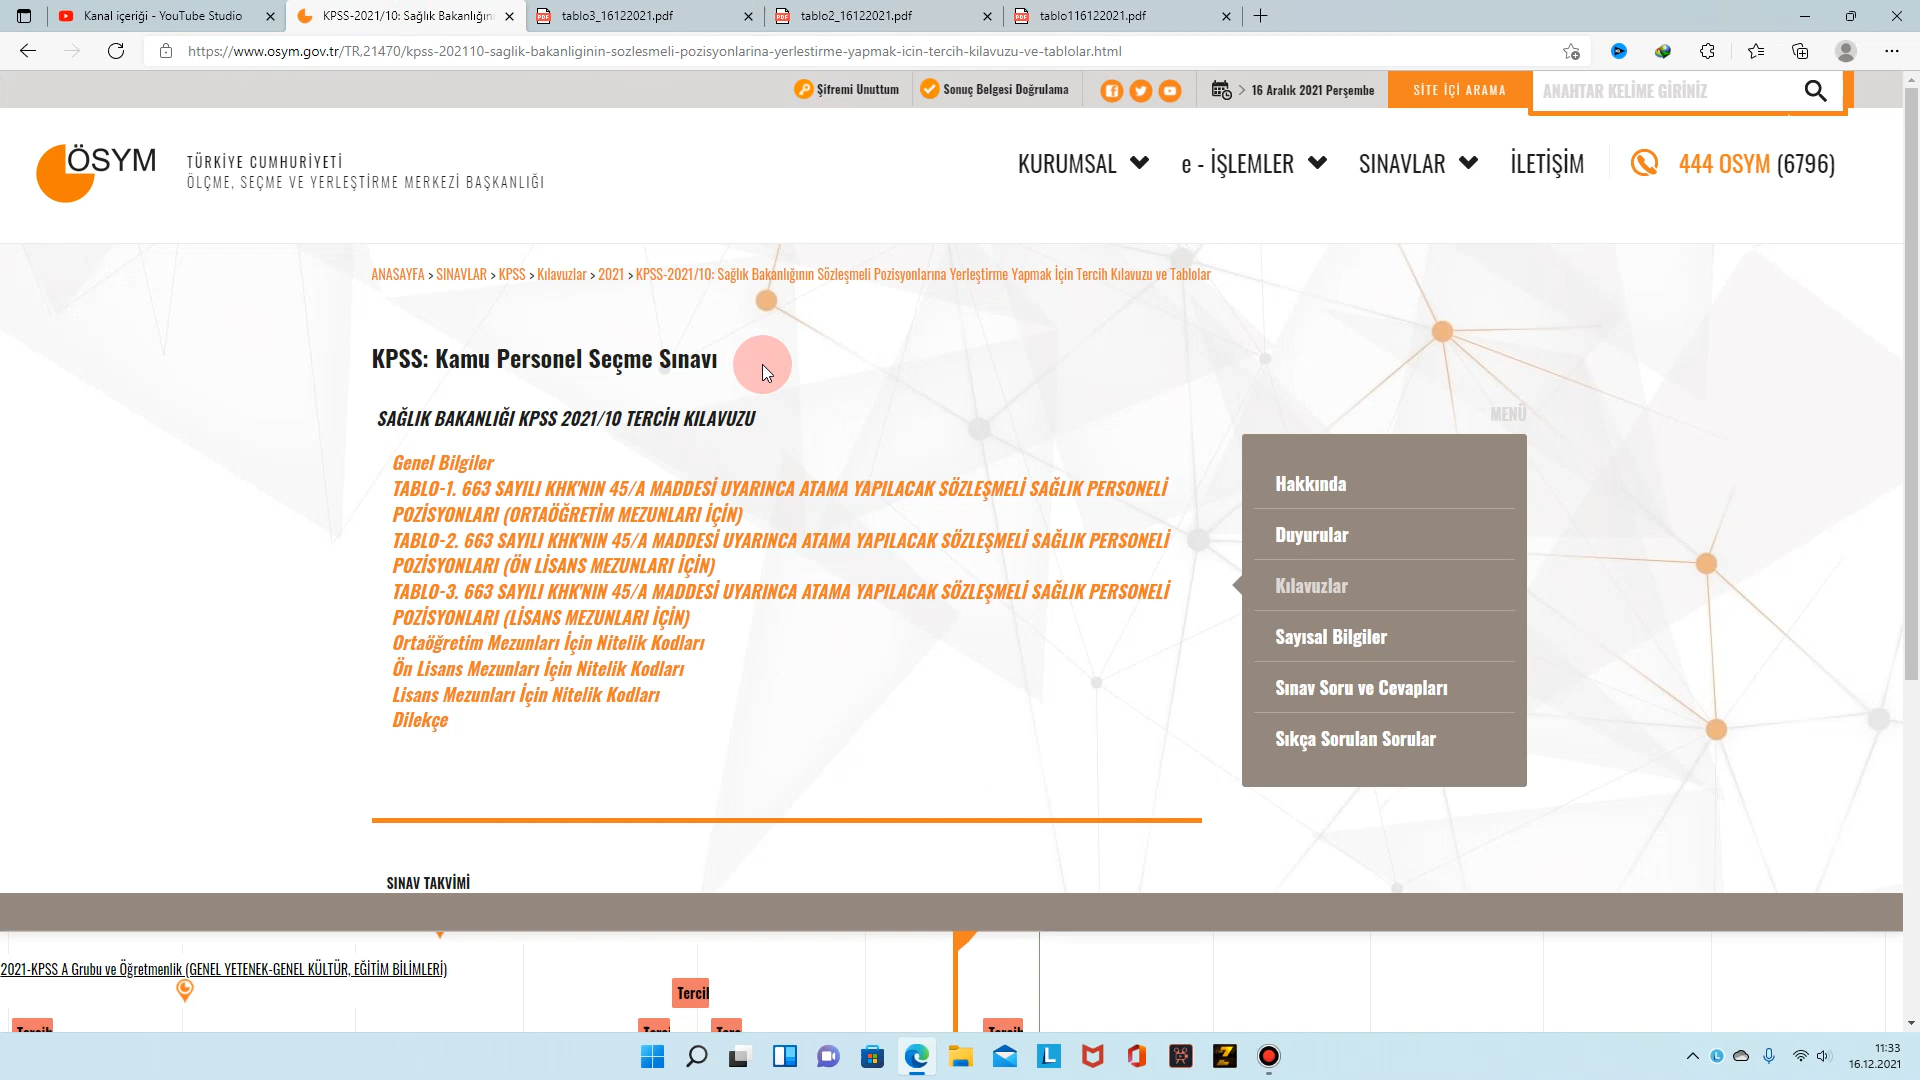 Kanal içeriği - YouTube Studio
KPSS-2021/10: Sağlık Bakanlığın
tablo3_16122021.pdf
tablo2_16122021.pdf
tablo116122021.pdf
https://www.osym.gov.tr/TR,21470/kpss-202110-saglik-bakanliginin-sozlesmeli-pozisyonlarina-yerlestirme-yapmak-icin-tercih-kilavuzu-ve-tablolar.html
Şifremi Unuttum
Sonuç Belgesi Doğrulama
> 16 Aralık 2021 Perşembe
SİTE İÇİ ARAMA
ANAHTAR KELİME GİRİNİZ
ÖSYM
TÜRKİYE CUMHURİYETİ
ÖLÇME, SEÇME VE YERLEŞTİRME MERKEZİ BAŞKANLIĞI
KURUMSAL
e - İŞLEMLER
SINAVLAR
İLETİŞİM
444 OSYM (6796)
ANASAYFA > SINAVLAR > KPSS > Kılavuzlar > 2021 > KPSS-2021/10: Sağlık Bakanlığının Sözleşmeli Pozisyonlarına Yerleştirme Yapmak İçin Tercih Kılavuzu ve Tablolar
KPSS: Kamu Personel Seçme Sınavı
SAĞLIK BAKANLIĞI KPSS 2021/10 TERCİH KILAVUZU
Genel Bilgiler
TABLO-1. 663 SAYILI KHK'NIN 45/A MADDESİ UYARINCA ATAMA YAPILACAK SÖZLEŞMELİ SAĞLIK PERSONELİ
POZİSYONLARI (ORTAÖĞRETİM MEZUNLARI İÇİN)
TABLO-2. 663 SAYILI KHK'NIN 45/A MADDESİ UYARINCA ATAMA YAPILACAK SÖZLEŞMELİ SAĞLIK PERSONELİ
POZİSYONLARI (ÖN LİSANS MEZUNLARI İÇİN)
TABLO-3. 663 SAYILI KHK'NIN 45/A MADDESİ UYARINCA ATAMA YAPILACAK SÖZLEŞMELİ SAĞLIK PERSONELİ
POZİSYONLARI (LİSANS MEZUNLARI İÇİN)
Ortaöğretim Mezunları İçin Nitelik Kodları
Ön Lisans Mezunları İçin Nitelik Kodları
Lisans Mezunları İçin Nitelik Kodları
Dilekçe
MENÜ
Hakkında
Duyurular
Kılavuzlar
Sayısal Bilgiler
Sınav Soru ve Cevapları
Sıkça Sorulan Sorular
SINAV TAKVİMİ
2021-KPSS A Grubu ve Öğretmenlik (GENEL YETENEK-GENEL KÜLTÜR, EĞİTİM BİLİMLERİ)
11:33
16.12.2021